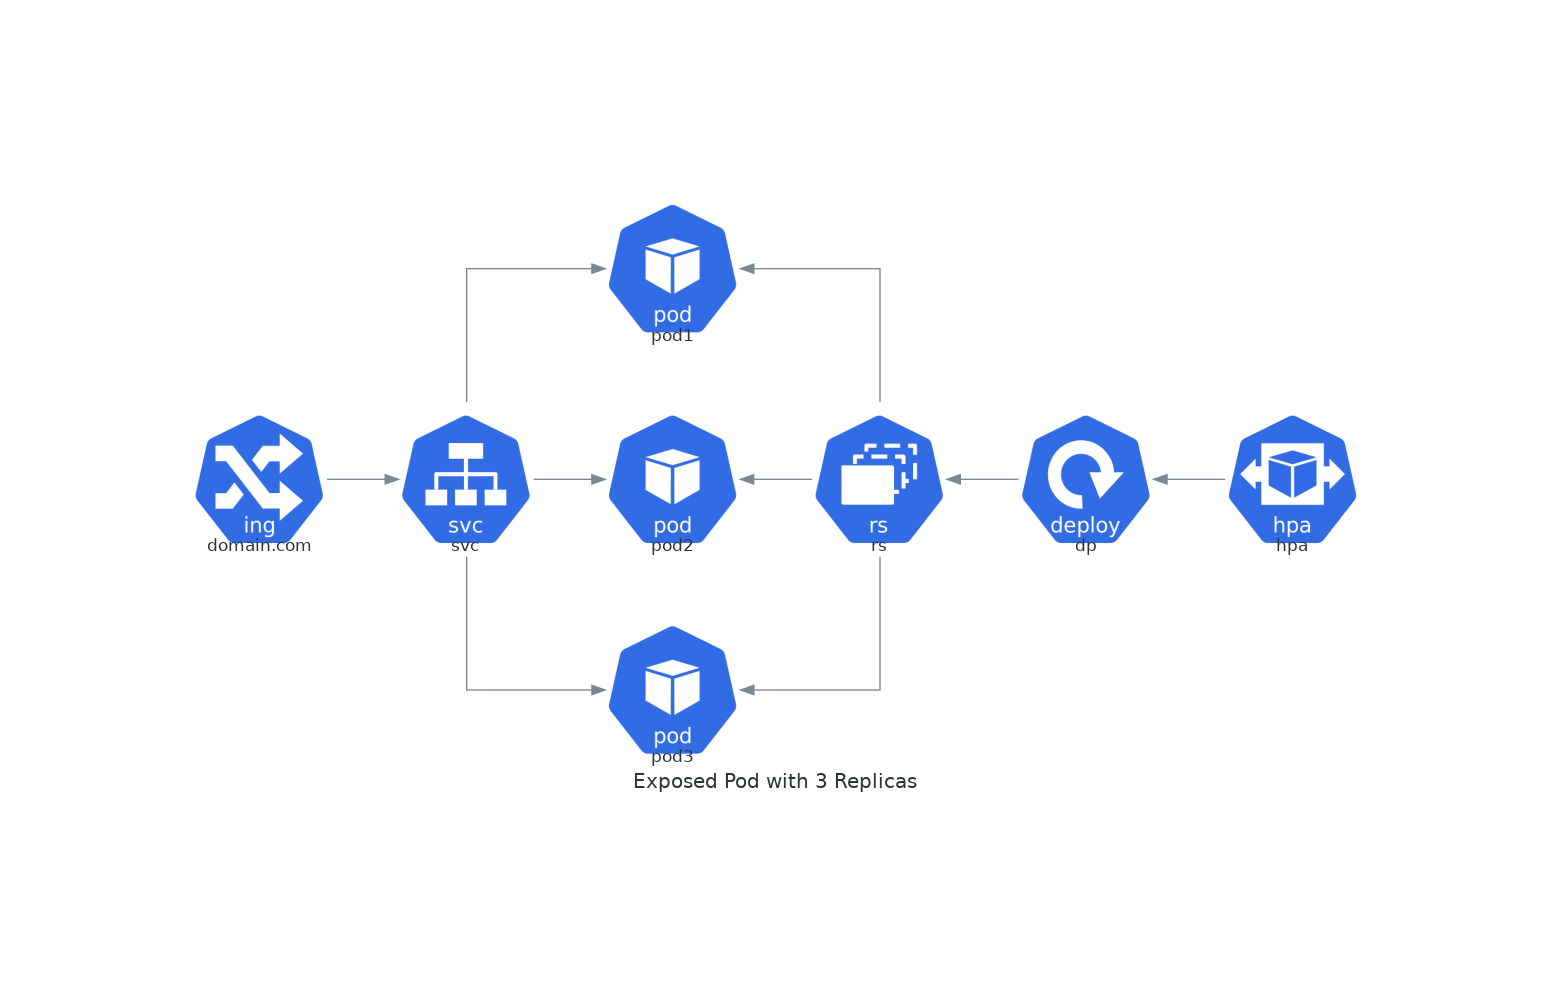 pod
pod1
ing
domain.com
svc
svc
pod
pod2
rs
rs
deploy
dp
hpa
hpa
pod
pod3
Exposed Pod with 3 Replicas